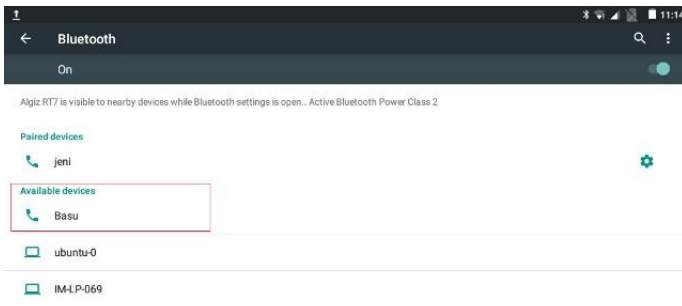 11:14
Bluetooth
On
Algiz RT7 is visible to nearby devices while Bluetooth settings is open.. Active Bluetooth Power Class 2
Paired devices
jeni
Available devices
Basu
ubuntu-0
IM-LP-069